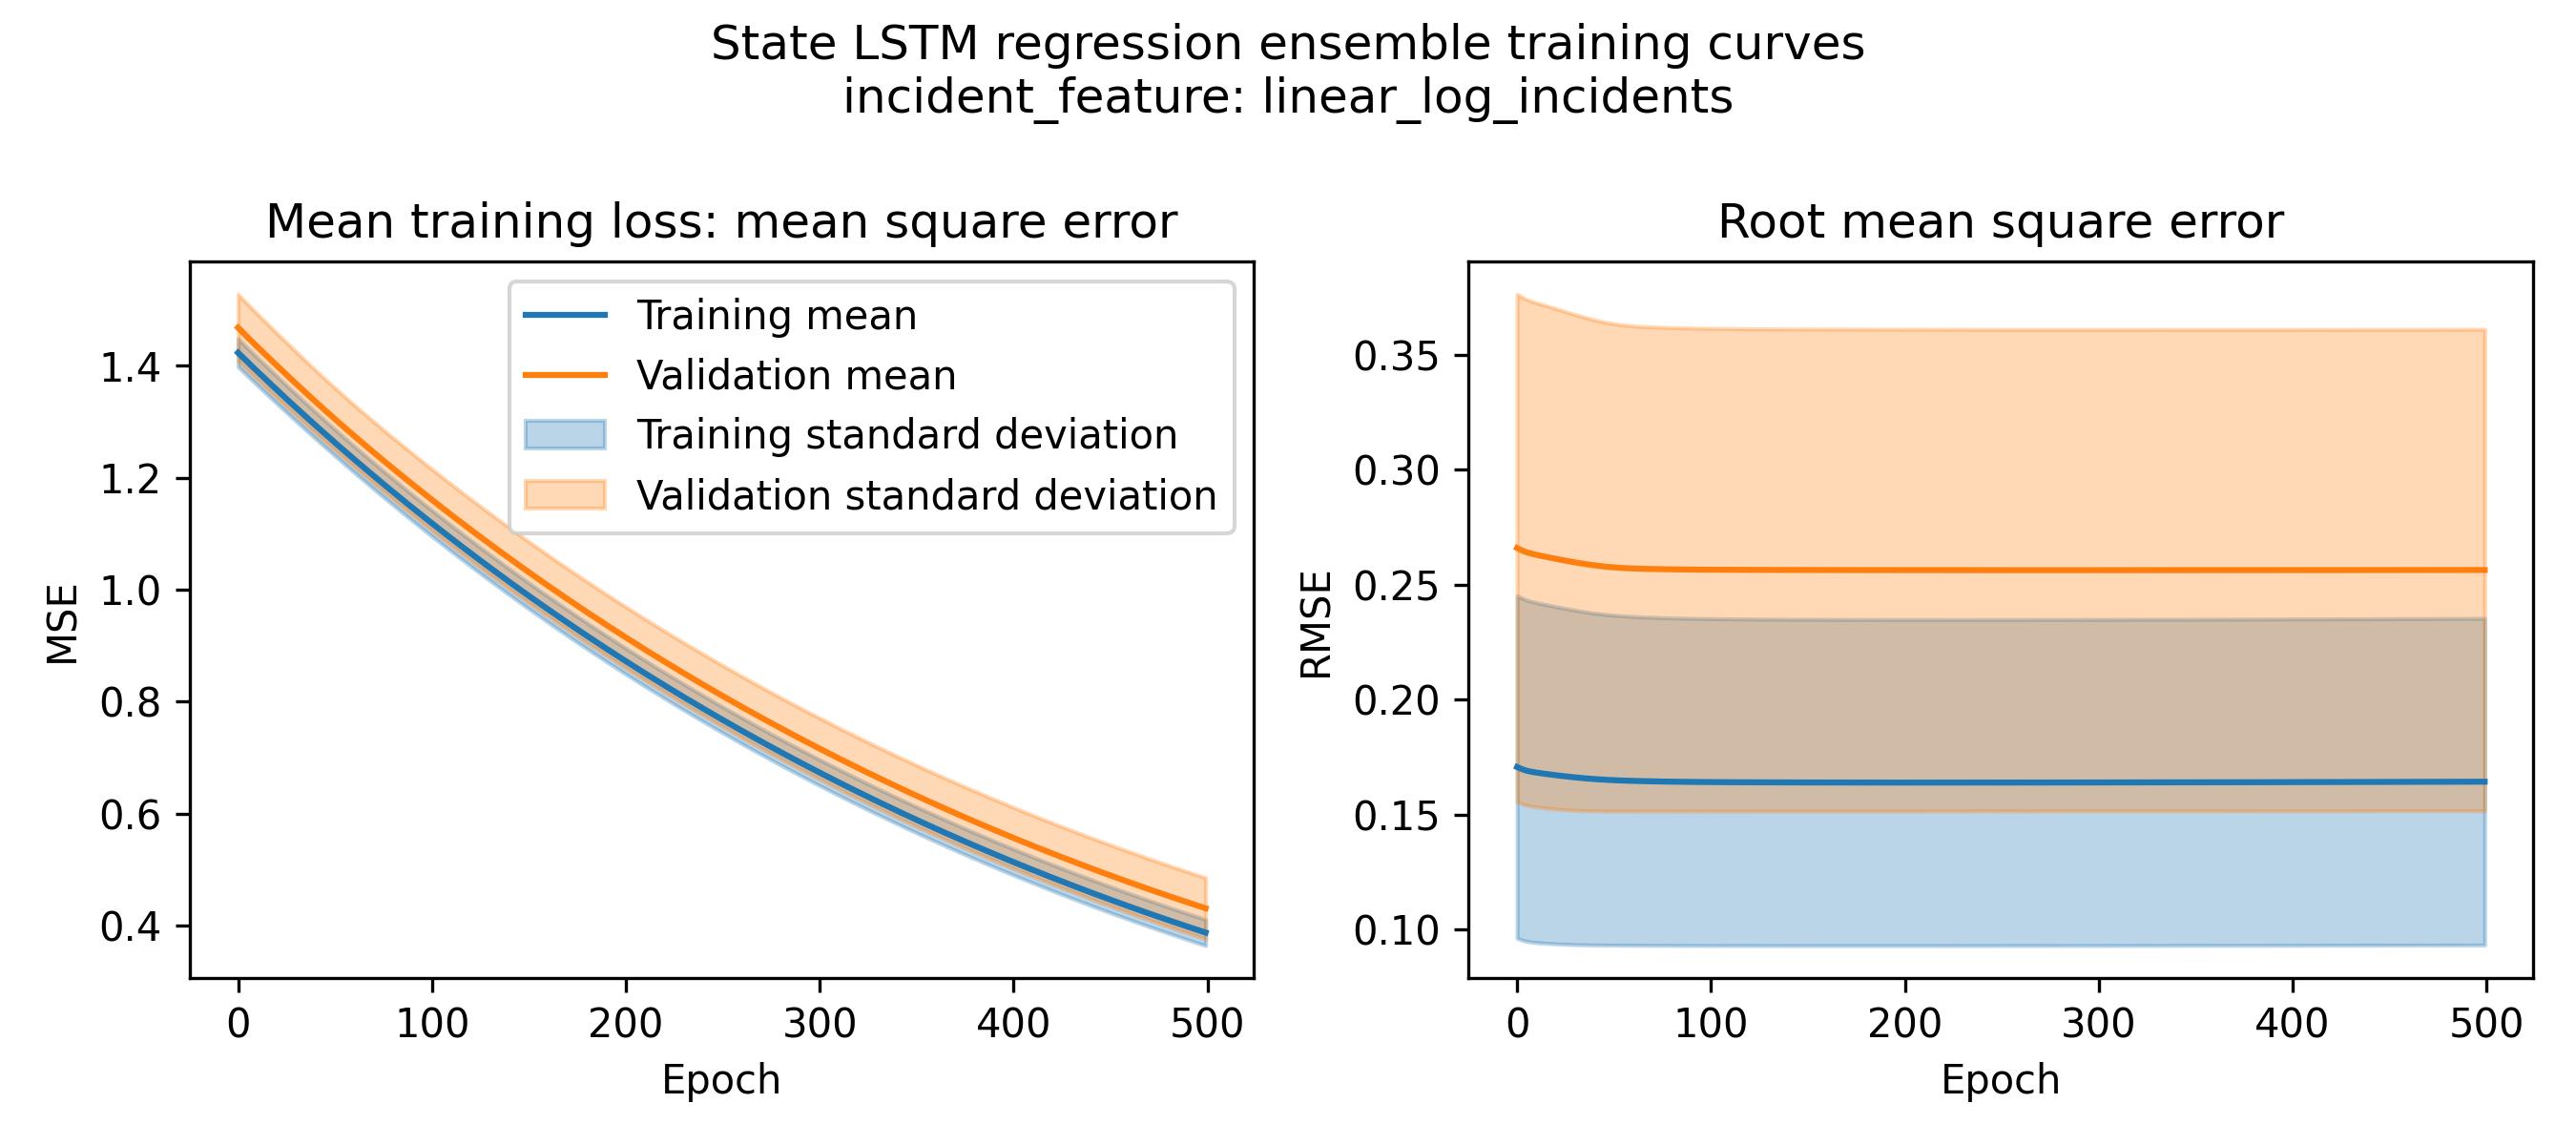 State LSTM regression ensemble training curves
incident_feature: linear_log_incidents
Mean training loss: mean square error
MSE
1.4
1.2
1.0
0.8
0.6
0.4
Training mean
Validation mean
Training standard deviation
Validation standard deviation
0 100 200 300 400 500
Epoch
Root mean square error
RMSE
0.35
0.30
0.25
0.20
0.15
0.10
0 100 200 300 400 500
Epoch